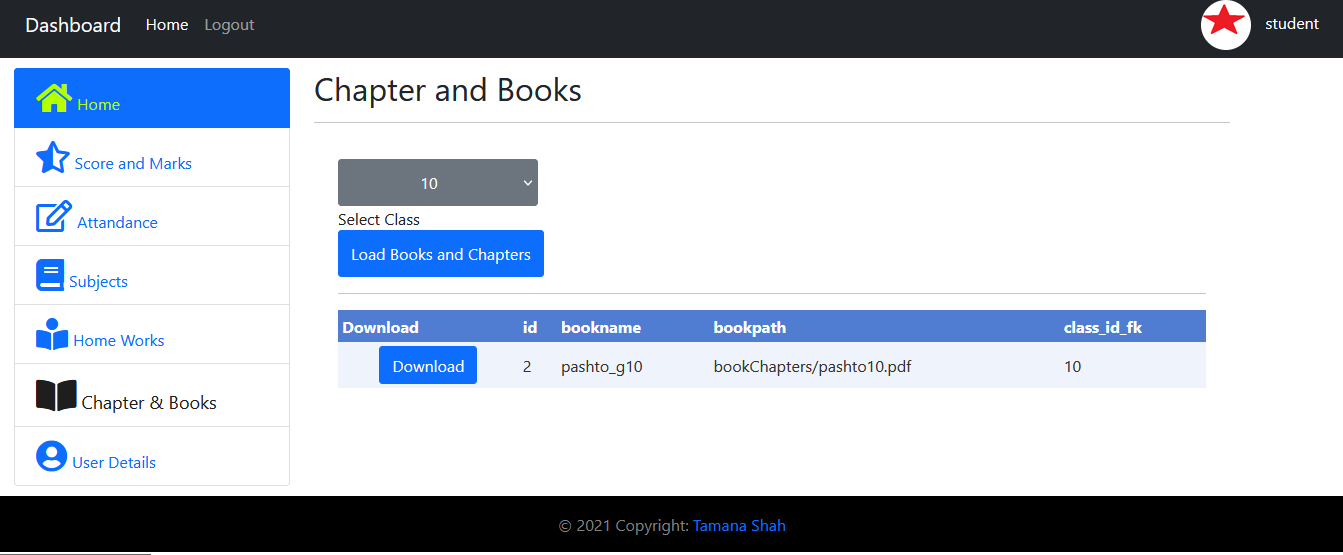 Dashboard Home Logout student
Home
Score and Marks
Attandance
Subjects
Home Works
Chapter & Books
User Details
Chapter and Books
10
Select Class
Load Books and Chapters
Download id bookname bookpath class_id_fk
Download 2 pashto_g10 bookChapters/pashto10.pdf 10
© 2021 Copyright: Tamana Shah